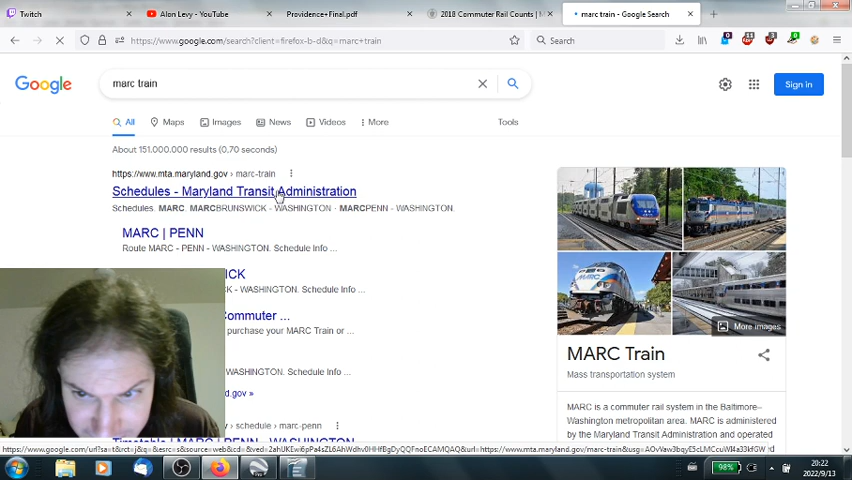 Twitch
Alon Levy - YouTube
Providence+Final.pdf
2018 Commuter Rail Counts | M
marc train - Google Search
https://www.google.com/search?client=firefox-b-d&q=marc+train
Search
Google
marc train
Sign in
All
Maps
Images
News
Videos
More
Tools
About 151.000.000 results (0,70 seconds)
https://www.mta.maryland.gov › marc-train
Schedules - Maryland Transit Administration
Schedules. MARC. MARCBRUNSWICK - WASHINGTON · MARCPENN - WASHINGTON.
MARC | PENN
Route MARC - PENN - WASHINGTON. Schedule Info ...
ICK
CK - WASHINGTON. Schedule Info ...
Commuter ...
purchase your MARC Train or ...
K - WASHINGTON. Schedule Info ...
d.gov »
› schedule › marc-penn
Timetable | MARC | PENN - WASHINGTON
More images
MARC Train
Mass transportation system
MARC is a commuter rail system in the Baltimore–
Washington metropolitan area. MARC is administered
by the Maryland Transit Administration and operated
98%
20:22
2022/9/13